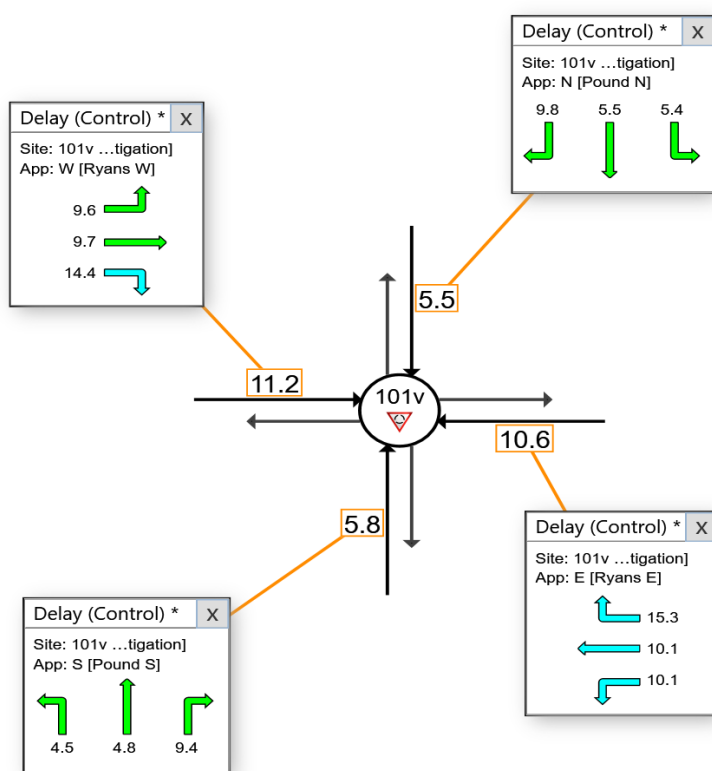 Delay (Control) * X
Site: 101v ...tigation]
App: N [Pound N]
9.8 5.5 5.4
Delay (Control) * X
Site: 101v ...tigation]
App: W [Ryans W]
9.6
9.7
14.4
5.5
11.2
101v
10.6
5.8
Delay (Control) * X
Site: 101v ...tigation]
App: E [Ryans E]
15.3
10.1
10.1
Delay (Control) * X
Site: 101v ...tigation]
App: S [Pound S]
4.5 4.8 9.4